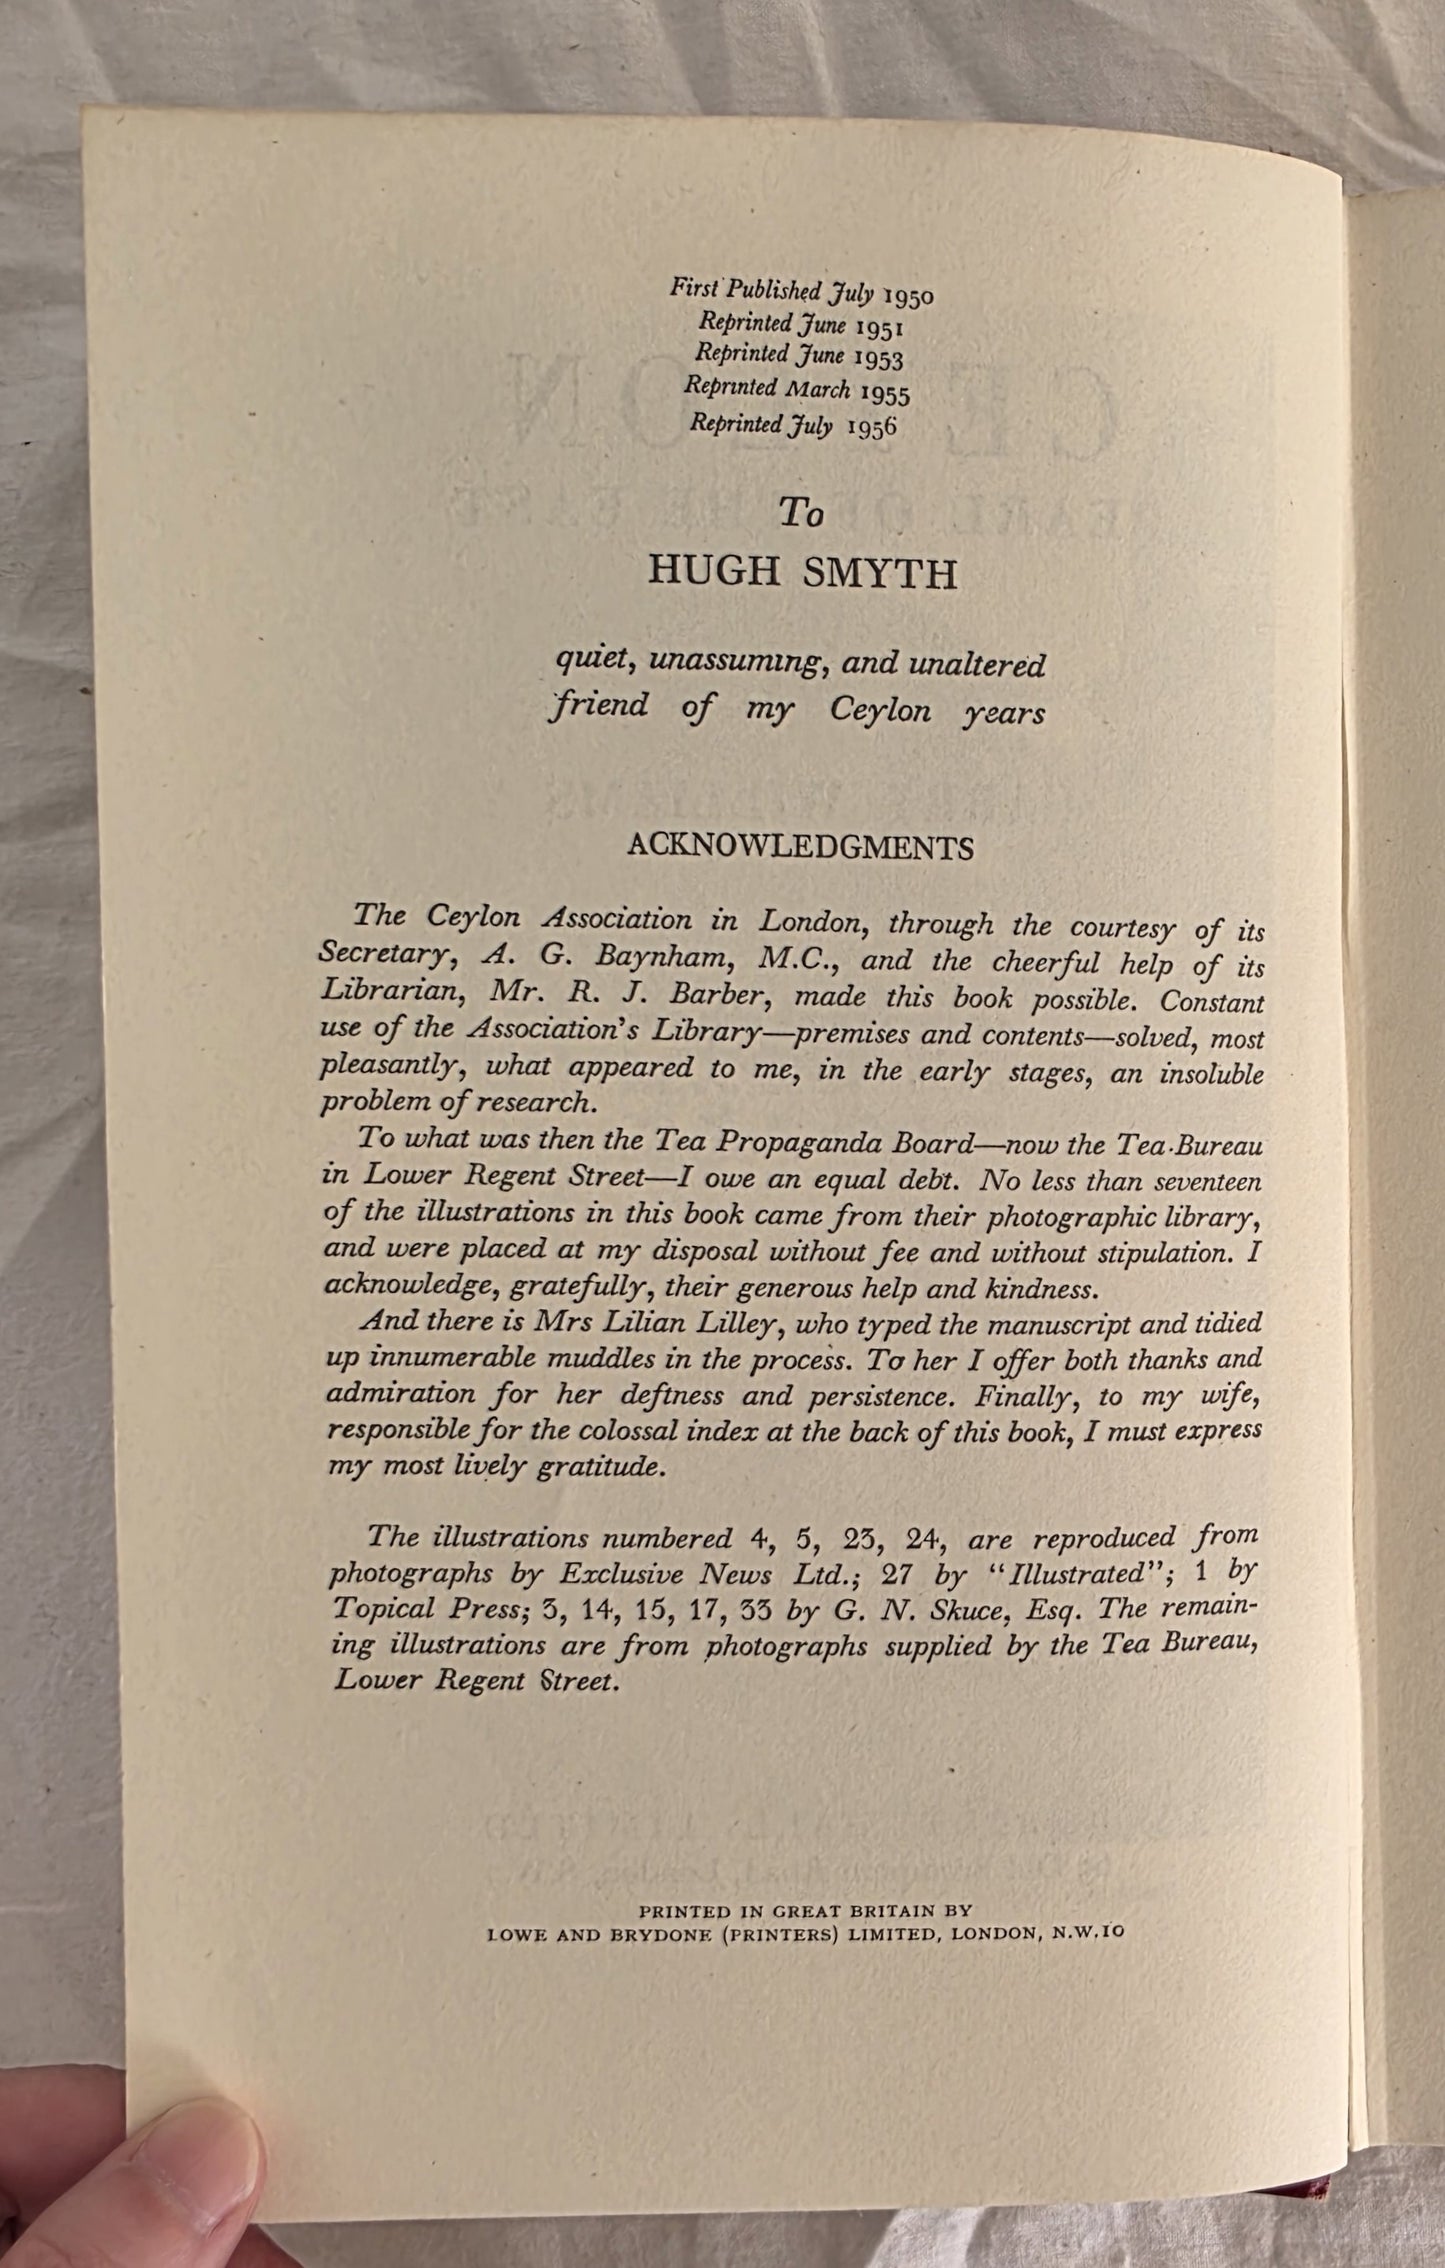 First Published July 1950
Reprinted June 1951
Reprinted June 1953
Reprinted March 1955
Reprinted July 1956
To
HUGH SMYTH
quiet, unassuming, and unaltered
friend of my Ceylon years
ACKNOWLEDGMENTS
The Ceylon Association in London, through the courtesy of its
Secretary, A. G. Baynham, M.C., and the cheerful help of its
Librarian, Mr. R. J. Barber, made this book possible. Constant
use of the Association's Library—premises and contents—solved, most
pleasantly, what appeared to me, in the early stages, an insoluble
problem of research.
To what was then the Tea Propaganda Board—now the Tea Bureau
in Lower Regent Street—I owe an equal debt. No less than seventeen
of the illustrations in this book came from their photographic library,
and were placed at my disposal without fee and without stipulation. I
acknowledge, gratefully, their generous help and kindness.
And there is Mrs Lilian Lilley, who typed the manuscript and tidied
up innumerable muddles in the process. To her I offer both thanks and
admiration for her deftness and persistence. Finally, to my wife,
responsible for the colossal index at the back of this book, I must express
my most lively gratitude.
The illustrations numbered 4, 5, 23, 24, are reproduced from
photographs by Exclusive News Ltd.; 27 by "Illustrated"; 1 by
Topical Press; 3, 14, 15, 17, 33 by G. N. Skuce, Esq. The remain-
ing illustrations are from photographs supplied by the Tea Bureau,
Lower Regent Street.
PRINTED IN GREAT BRITAIN BY
LOWE AND BRYDONE (PRINTERS) LIMITED, LONDON, N.W.10